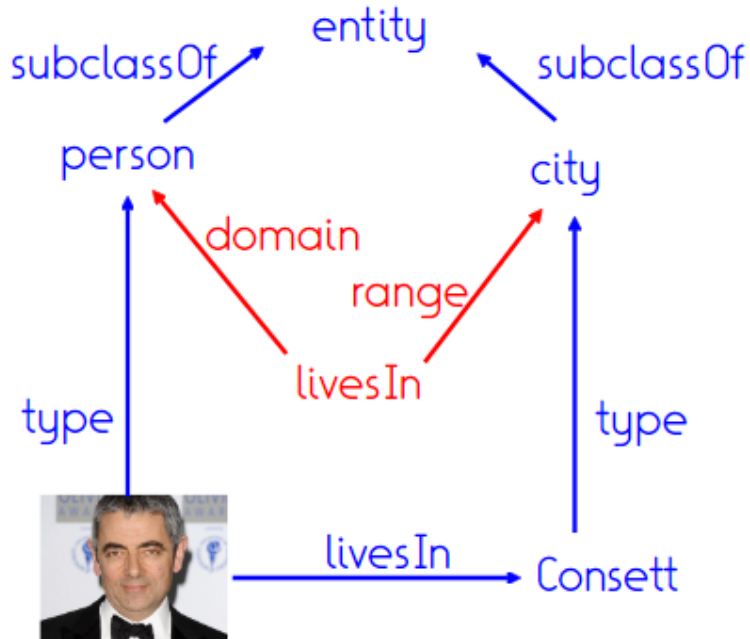 entity
subclassOf
subclassOf
person
city
domain
range
livesIn
type
type
livesIn
Consett